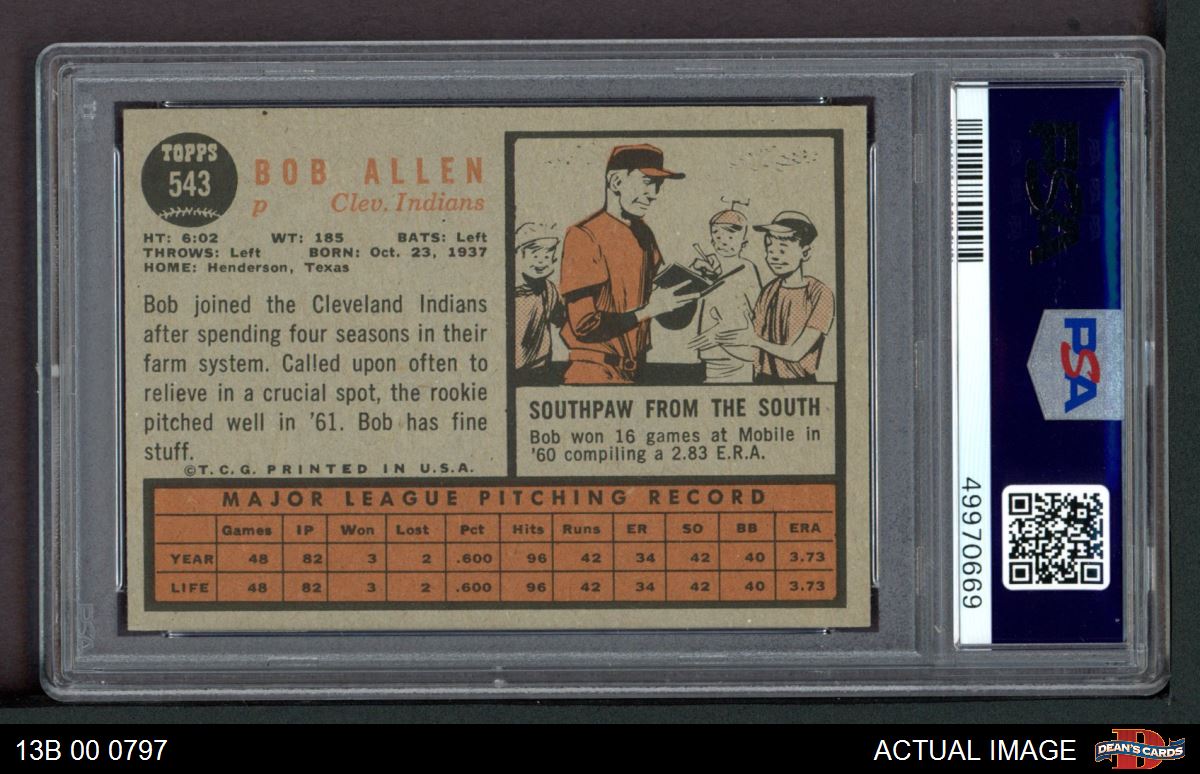 TOPPS
543
BOB ALLEN
p Clev. Indians
HT: 6:02 WT: 185 BATS: Left
THROWS: Left BORN: Oct. 23, 1937
HOME: Henderson, Texas
Bob joined the Cleveland Indians
after spending four seasons in their
farm system. Called upon often to
relieve in a crucial spot, the rookie
pitched well in '61. Bob has fine
stuff.
©T.C.G. PRINTED IN U.S.A.
SOUTHPAW FROM THE SOUTH
Bob won 16 games at Mobile in
'60 compiling a 2.83 E.R.A.
MAJOR LEAGUE PITCHING RECORD
Games IP Won Lost Pct Hits Runs ER SO BB ERA
YEAR 48 82 3 2 .600 96 42 34 42 40 3.73
LIFE 48 82 3 2 .600 96 42 34 42 40 3.73
PSA
PSA
49970669
13B 00 0797
ACTUAL IMAGE
DEAN'S CARDS